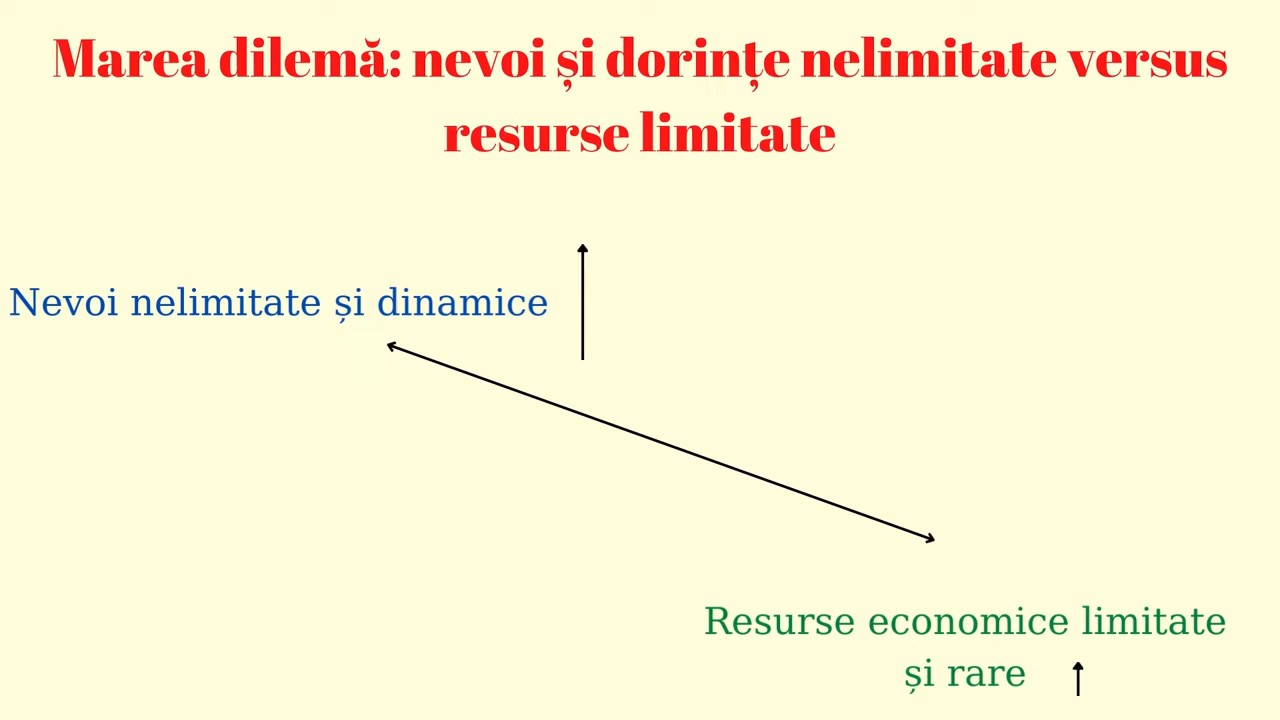 Marea dilemă: nevoi și dorințe nelimitate versus
resurse limitate
Nevoi nelimitate și dinamice
Resurse economice limitate
și rare